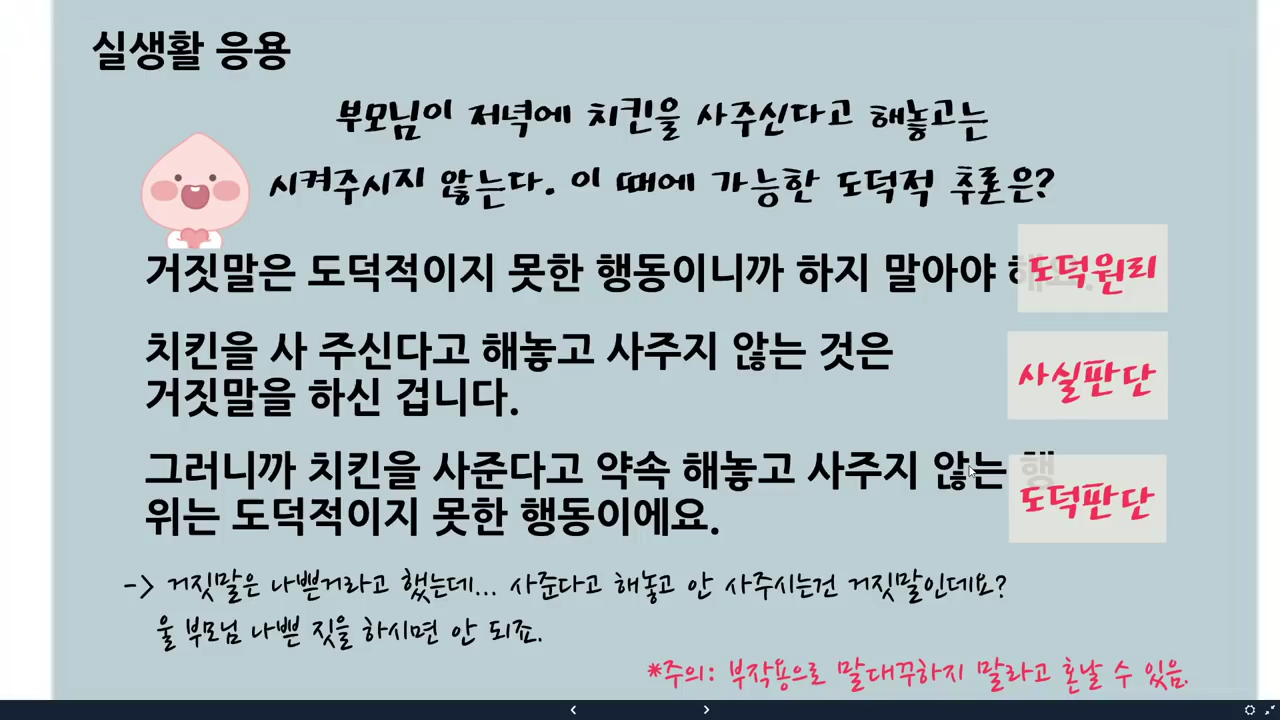 실생활 응용
부모님이 저녁에 치킨을 사주신다고 해놓고는
시켜주시지 않는다. 이 때에 가능한 도덕적 추론은?
거짓말은 도덕적이지 못한 행동이니까 하지 말아야 해요. 도덕원리
치킨을 사 주신다고 해놓고 사주지 않는 것은
거짓말을 하신 겁니다.
사실판단
그러니까 치킨을 사준다고 약속 해놓고 사주지 않는 행
위는 도덕적이지 못한 행동이에요.
도덕판단
-> 거짓말은 나쁜거라고 했는데... 사준다고 해놓고 안 사주시는건 거짓말인데요?
울 부모님 나쁜 짓을 하시면 안 되죠.
*주의: 부작용으로 말대꾸하지 말라고 혼날 수 있음.